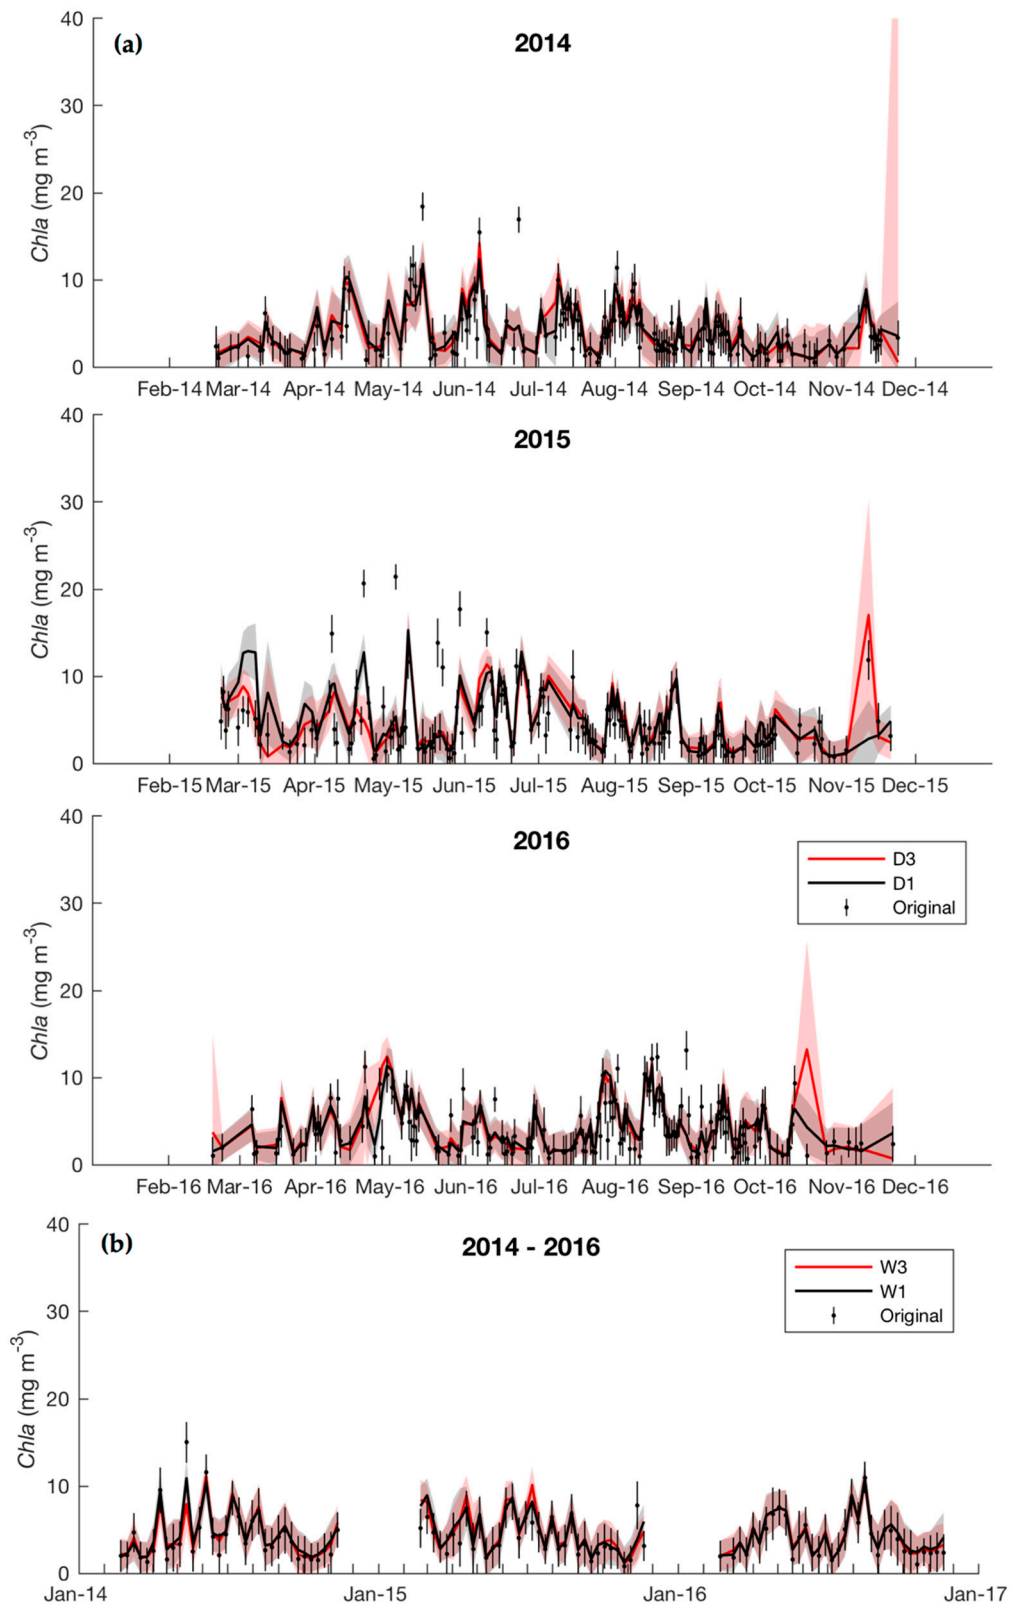 (a)
2014
40
30
20
10
0
Chla (mg m-3)
Feb-14 Mar-14 Apr-14 May-14 Jun-14 Jul-14 Aug-14 Sep-14 Oct-14 Nov-14 Dec-14
2015
40
30
20
10
0
Chla (mg m-3)
Feb-15 Mar-15 Apr-15 May-15 Jun-15 Jul-15 Aug-15 Sep-15 Oct-15 Nov-15 Dec-15
2016
40
30
20
10
0
Chla (mg m-3)
D3
D1
Original
Feb-16 Mar-16 Apr-16 May-16 Jun-16 Jul-16 Aug-16 Sep-16 Oct-16 Nov-16 Dec-16
(b)
2014 - 2016
40
30
20
10
0
Chla (mg m-3)
W3
W1
Original
Jan-14 Jan-15 Jan-16 Jan-17